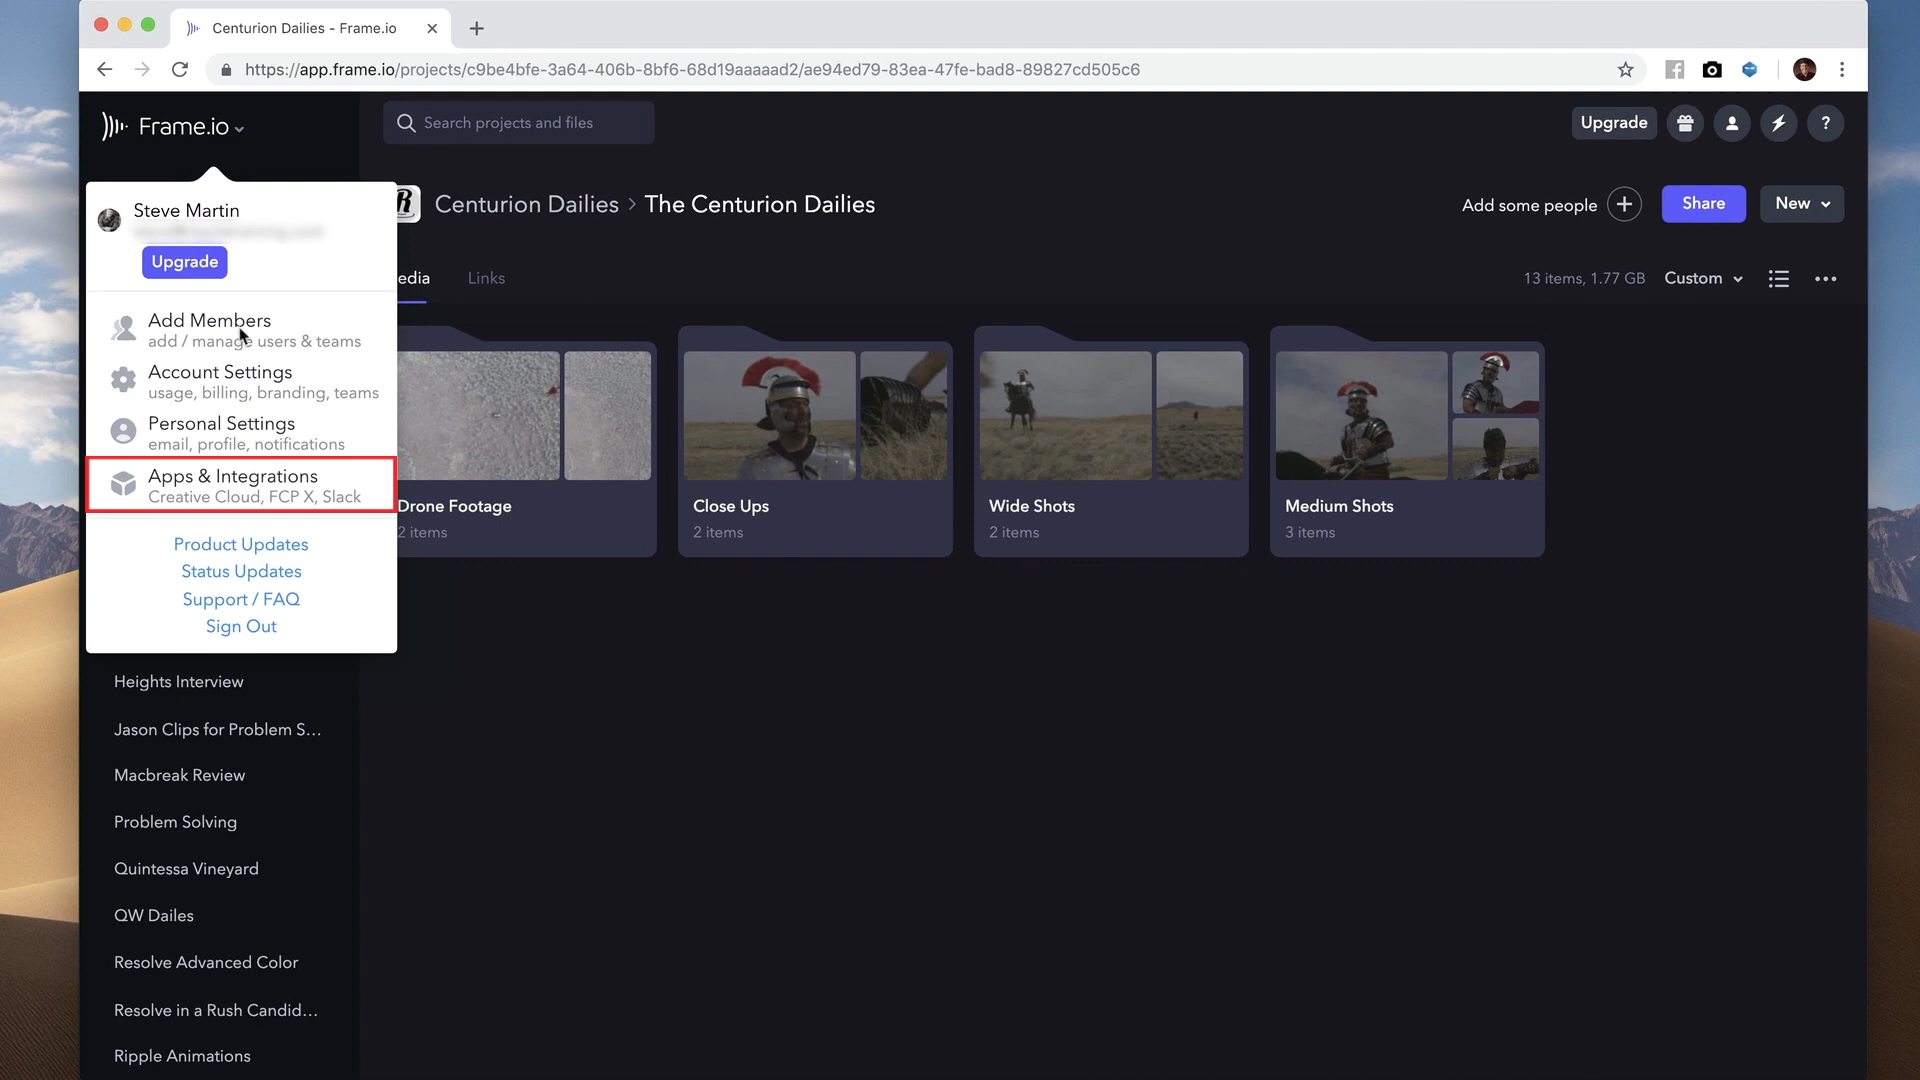 Centurion Dailies - Frame.io
https://app.frame.io/projects/c9be4bfe-3a64-406b-8bf6-68d19aaaaad2/ae94ed79-83ea-47fe-bad8-89827cd505c6
Frame.io
Search projects and files
Upgrade
?
Steve Martin
Upgrade
Add Members
add / manage users & teams
Account Settings
usage, billing, branding, teams
Personal Settings
email, profile, notifications
Apps & Integrations
Creative Cloud, FCP X, Slack
Product Updates
Status Updates
Support / FAQ
Sign Out
Heights Interview
Jason Clips for Problem S...
Macbreak Review
Problem Solving
Quintessa Vineyard
QW Dailes
Resolve Advanced Color
Resolve in a Rush Candid...
Ripple Animations
R
Centurion Dailies > The Centurion Dailies
Add some people
Share
New
edia
Links
13 items, 1.77 GB
Custom
Drone Footage
2 items
Close Ups
2 items
Wide Shots
2 items
Medium Shots
3 items